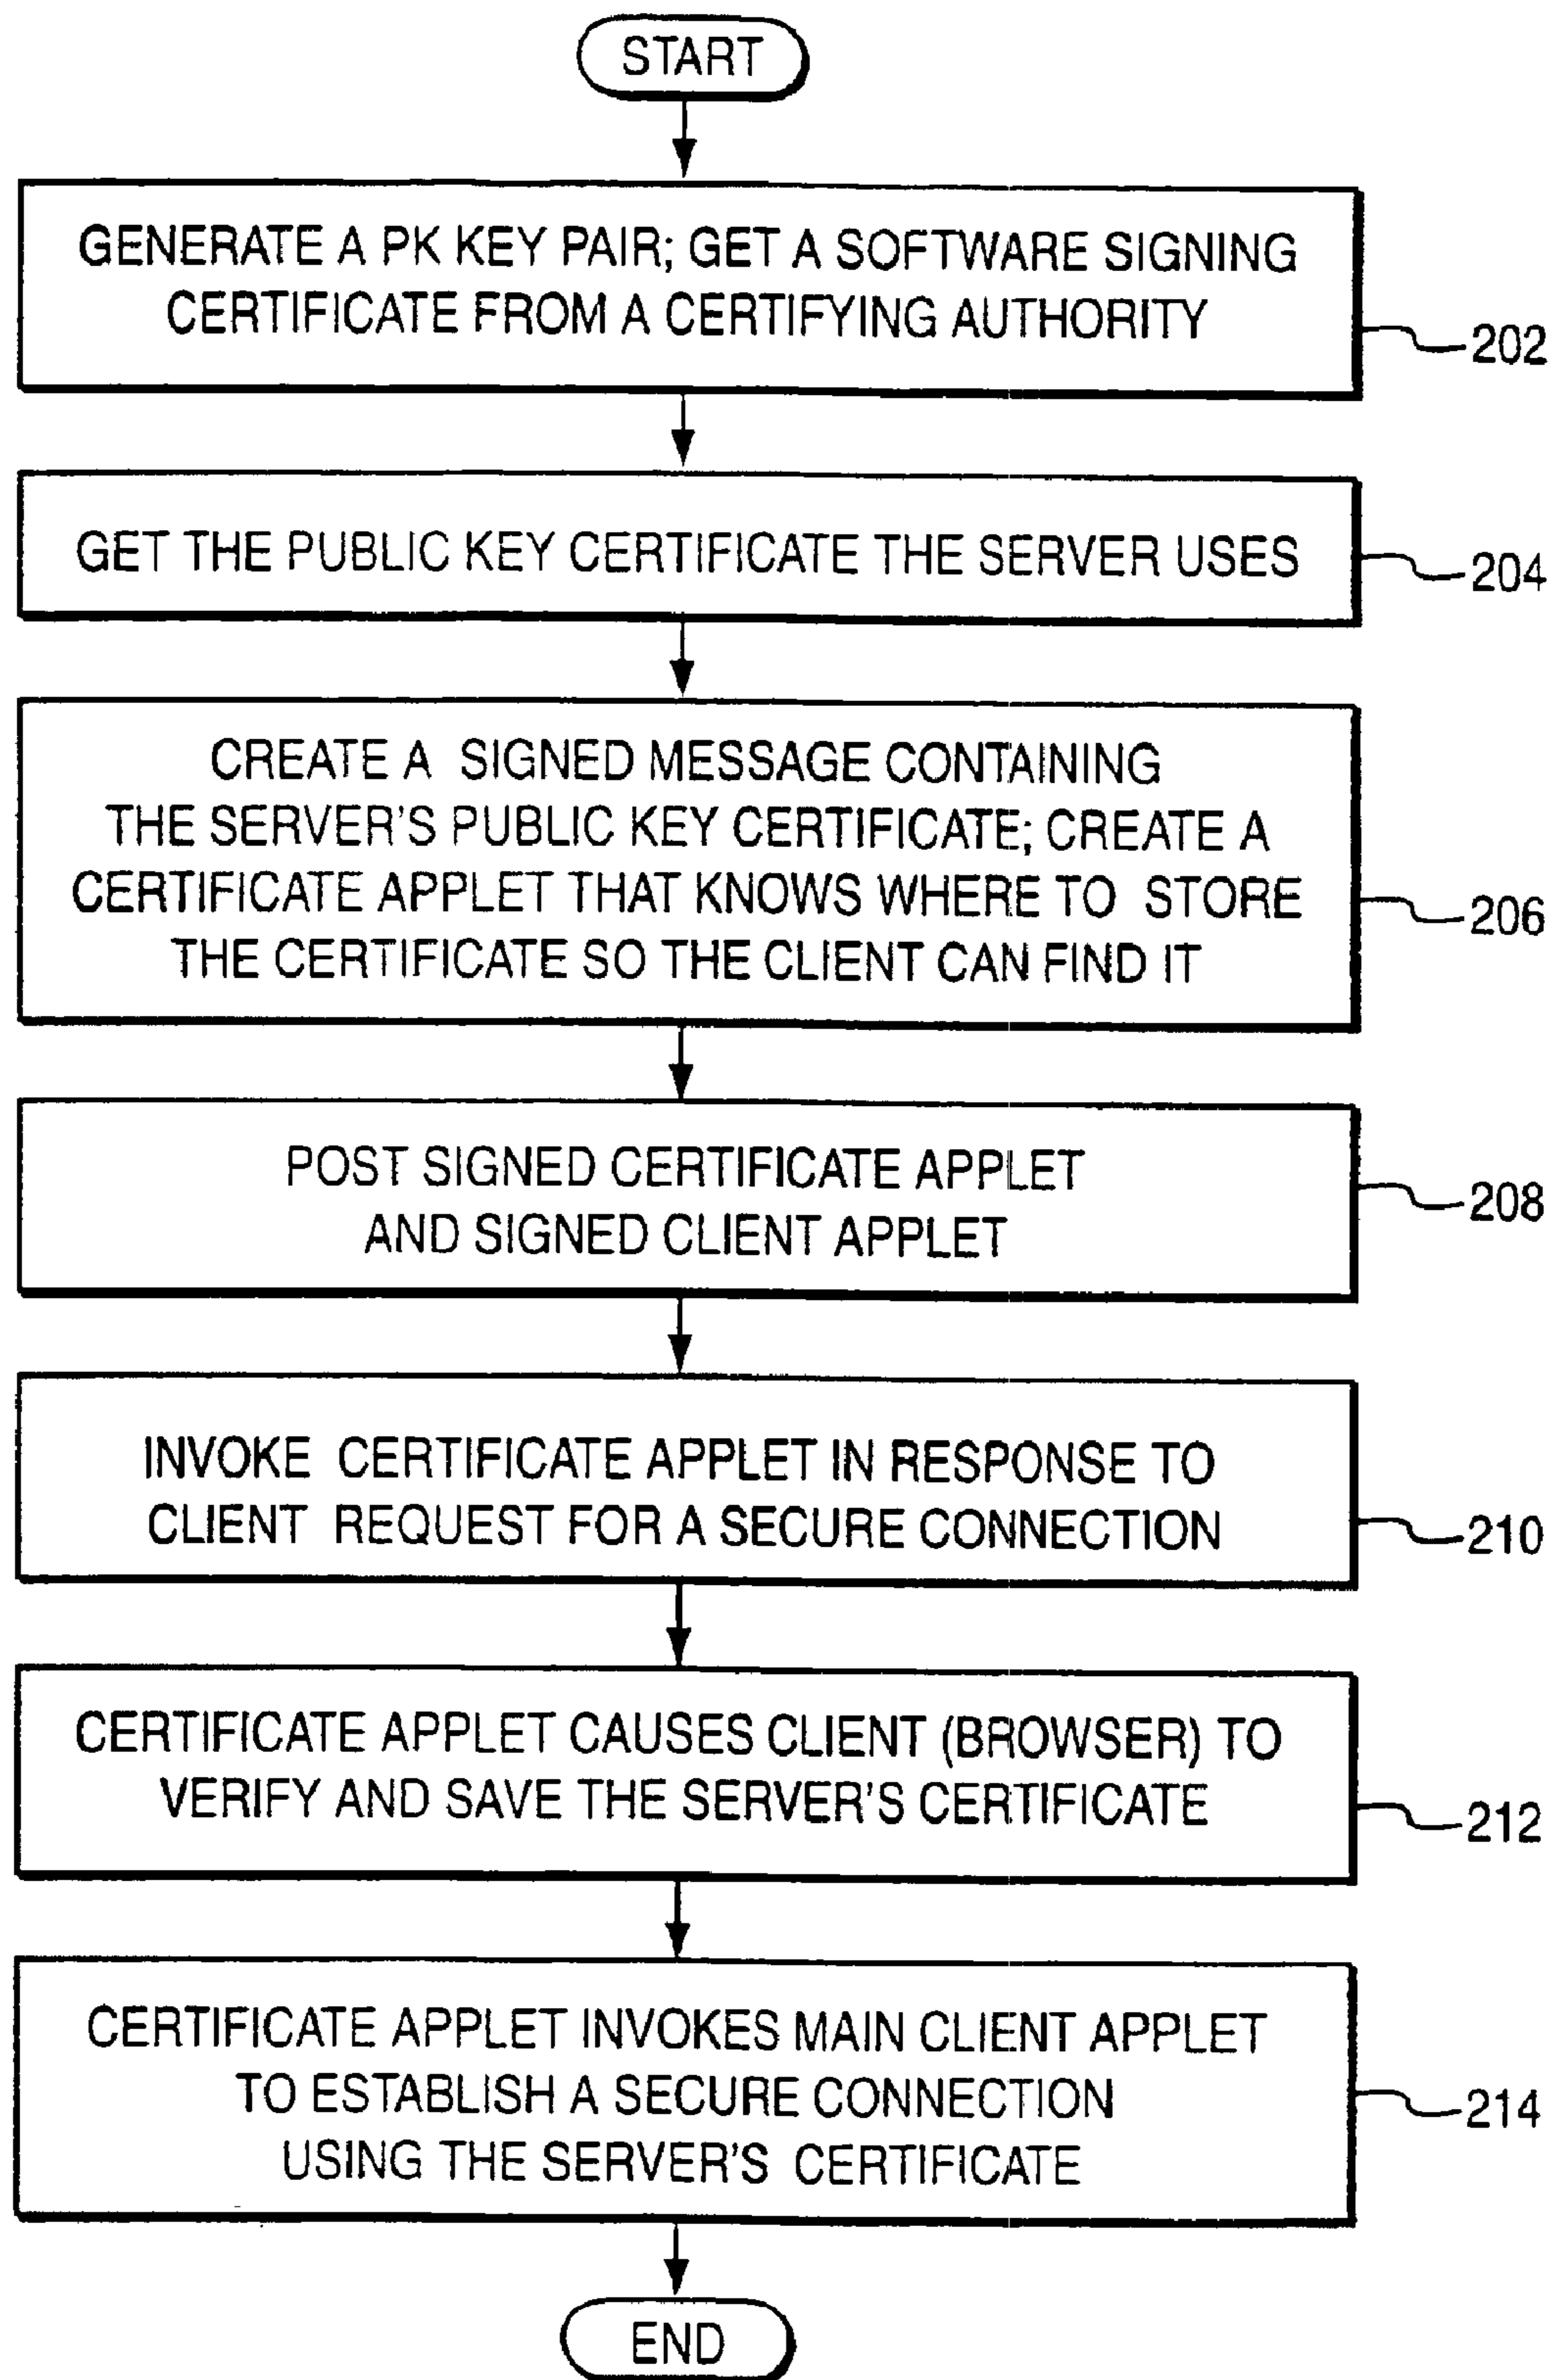 START
GENERATE A PK KEY PAIR; GET A SOFTWARE SIGNING
CERTIFICATE FROM A CERTIFYING AUTHORITY
202
GET THE PUBLIC KEY CERTIFICATE THE SERVER USES
204
CREATE A SIGNED MESSAGE CONTAINING
THE SERVER'S PUBLIC KEY CERTIFICATE; CREATE A
CERTIFICATE APPLET THAT KNOWS WHERE TO STORE
THE CERTIFICATE SO THE CLIENT CAN FIND IT
206
POST SIGNED CERTIFICATE APPLET
AND SIGNED CLIENT APPLET
208
INVOKE CERTIFICATE APPLET IN RESPONSE TO
CLIENT REQUEST FOR A SECURE CONNECTION
210
CERTIFICATE APPLET CAUSES CLIENT (BROWSER) TO
VERIFY AND SAVE THE SERVER'S CERTIFICATE
212
CERTIFICATE APPLET INVOKES MAIN CLIENT APPLET
TO ESTABLISH A SECURE CONNECTION
USING THE SERVER'S CERTIFICATE
214
END